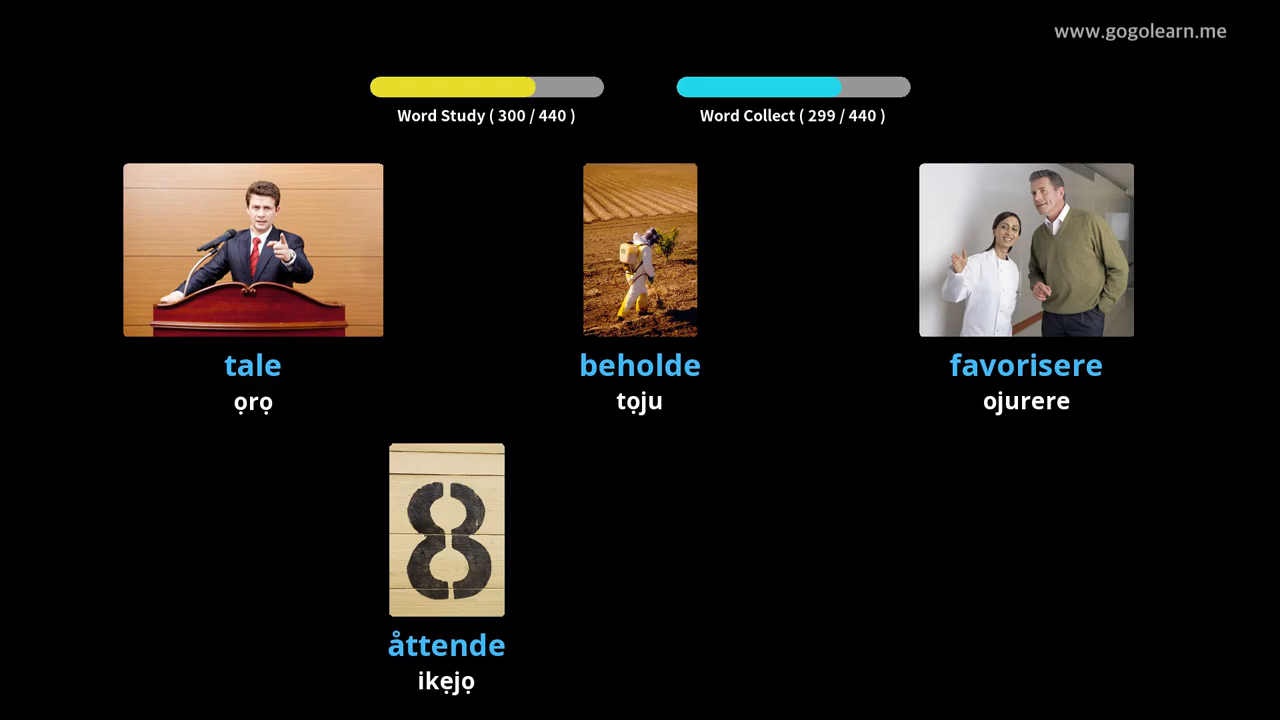 www.gogolearn.me
Word Study ( 300 / 440 )
Word Collect ( 299 / 440 )
tale
ọrọ
beholde
tọju
favorisere
ojurere
8
åttende
ikẹjọ